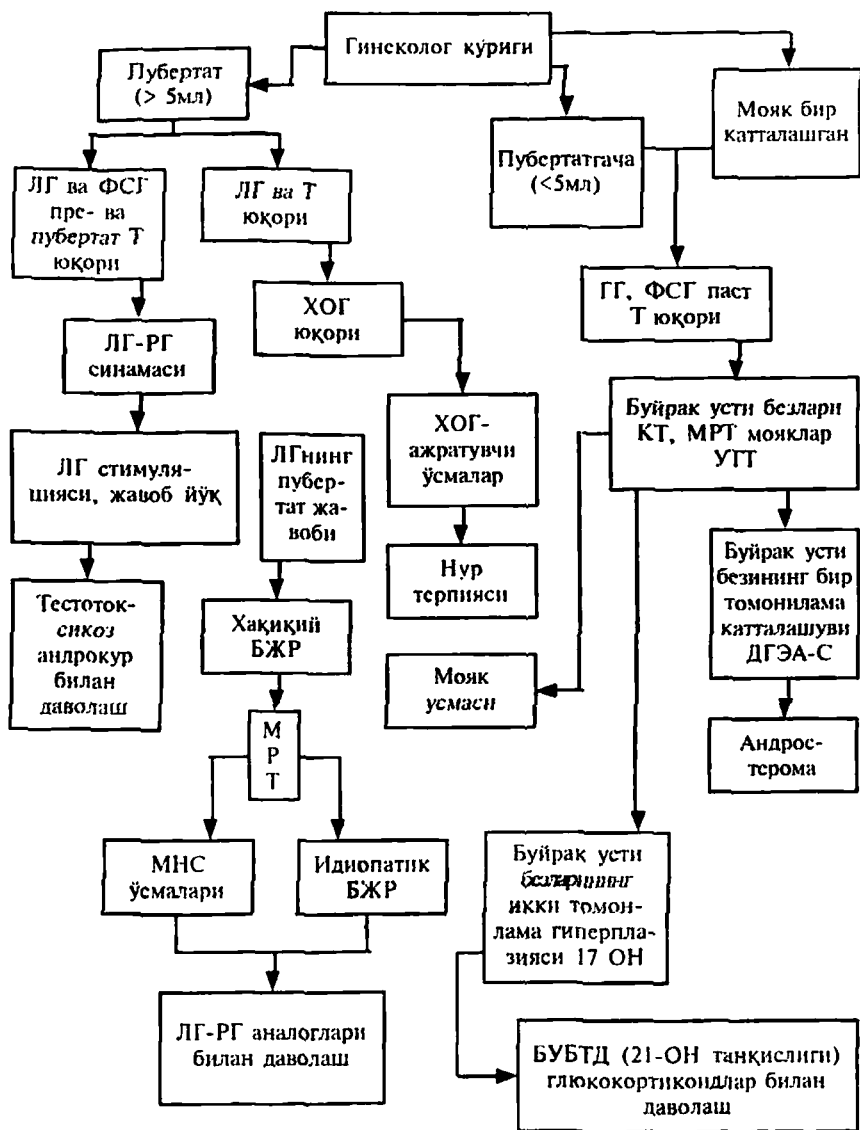 Гинеколог кўриги
Пубертат
(> 5мл)
Мояк бир
катталашган
Пубертатгача
(<5мл)
ЛГ ва ФСГ
пре- ва
пубертат Т
юқори
ЛГ ва Т
юқори
ХОГ
юқори
ГГ, ФСГ паст
Т юқори
ЛГ-РГ
синамаси
ХОГ-
ажратувчи
ўсмалар
Буйрак усти безлари
КТ, МРТ мояклар
УТТ
ЛГ стимуля-
цияси, жавоб йўқ
ЛГнинг
пубер-
тат жа-
воби
Нур
терпияси
Буйрак усти
безининг бир
томонилама
катталашуви
ДГЭА-С
Тестоток-
сикоз
андрокур
билан
даволаш
Хақиқий
БЖР
Мояк
усмаси
М
Р
Т
Андрос-
терома
МНС
ўсмалари
Идиопатик
БЖР
Буйрақ усти
безларининг
икки томон-
лама гиперпла-
зияси 17 ОН
ЛГ-РГ аналоглари
билан даволаш
БУБТД (21-ОН танқислиги)
глюкокортикоидлар билан
даволаш